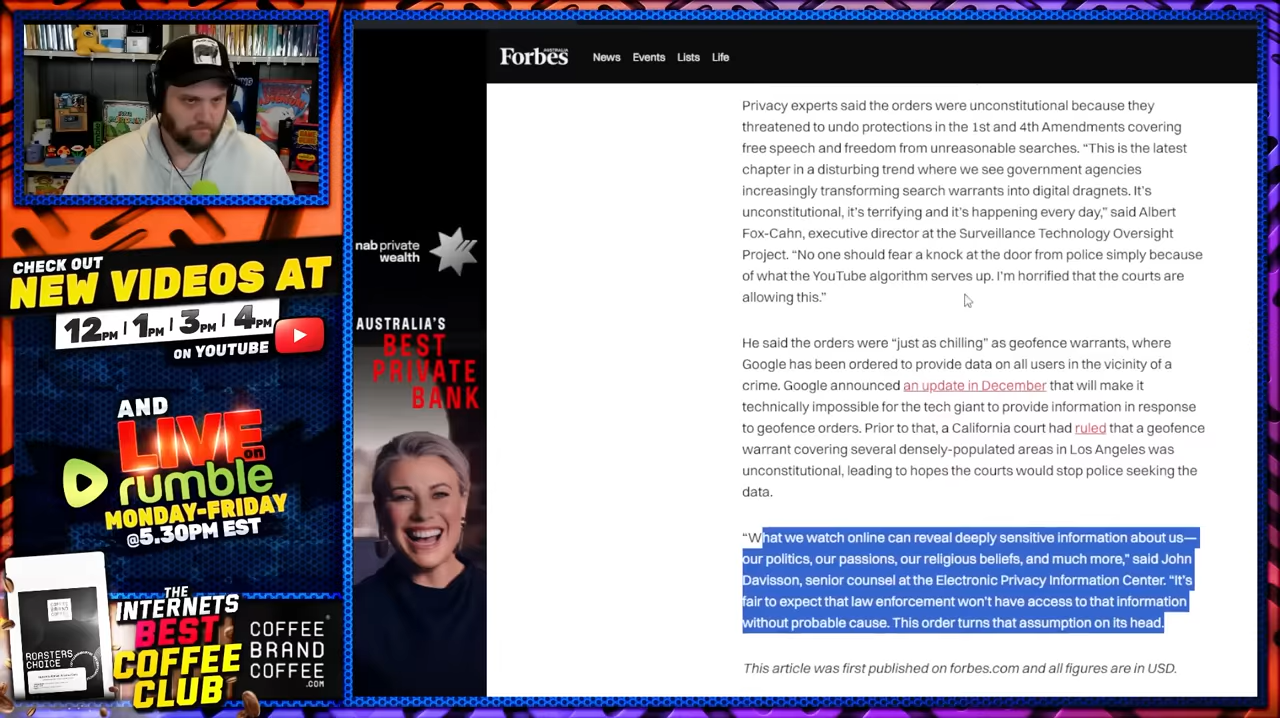 CHECK OUT
NEW VIDEOS AT
12PM | 1PM | 3PM | 4PM
ON YOUTUBE
AND
LIVE on
rumble
MONDAY-FRIDAY
@5.30PM EST
ROASTERS
CHOICE
THE
INTERNETS
BEST
COFFEE
CLUB
COFFEE
BRAND
COFFEE
.COM
nab private
wealth
AUSTRALIA'S
BEST
PRIVATE
BANK
Forbes AUSTRALIA
News Events Lists Life
Privacy experts said the orders were unconstitutional because they
threatened to undo protections in the 1st and 4th Amendments covering
free speech and freedom from unreasonable searches. “This is the latest
chapter in a disturbing trend where we see government agencies
increasingly transforming search warrants into digital dragnets. It’s
unconstitutional, it’s terrifying and it’s happening every day,” said Albert
Fox-Cahn, executive director at the Surveillance Technology Oversight
Project. “No one should fear a knock at the door from police simply because
of what the YouTube algorithm serves up. I’m horrified that the courts are
allowing this.”
He said the orders were “just as chilling” as geofence warrants, where
Google has been ordered to provide data on all users in the vicinity of a
crime. Google announced an update in December that will make it
technically impossible for the tech giant to provide information in response
to geofence orders. Prior to that, a California court had ruled that a geofence
warrant covering several densely-populated areas in Los Angeles was
unconstitutional, leading to hopes the courts would stop police seeking the
data.
“What we watch online can reveal deeply sensitive information about us—
our politics, our passions, our religious beliefs, and much more,” said John
Davisson, senior counsel at the Electronic Privacy Information Center. “It’s
fair to expect that law enforcement won’t have access to that information
without probable cause. This order turns that assumption on its head.
This article was first published on forbes.com and all figures are in USD.